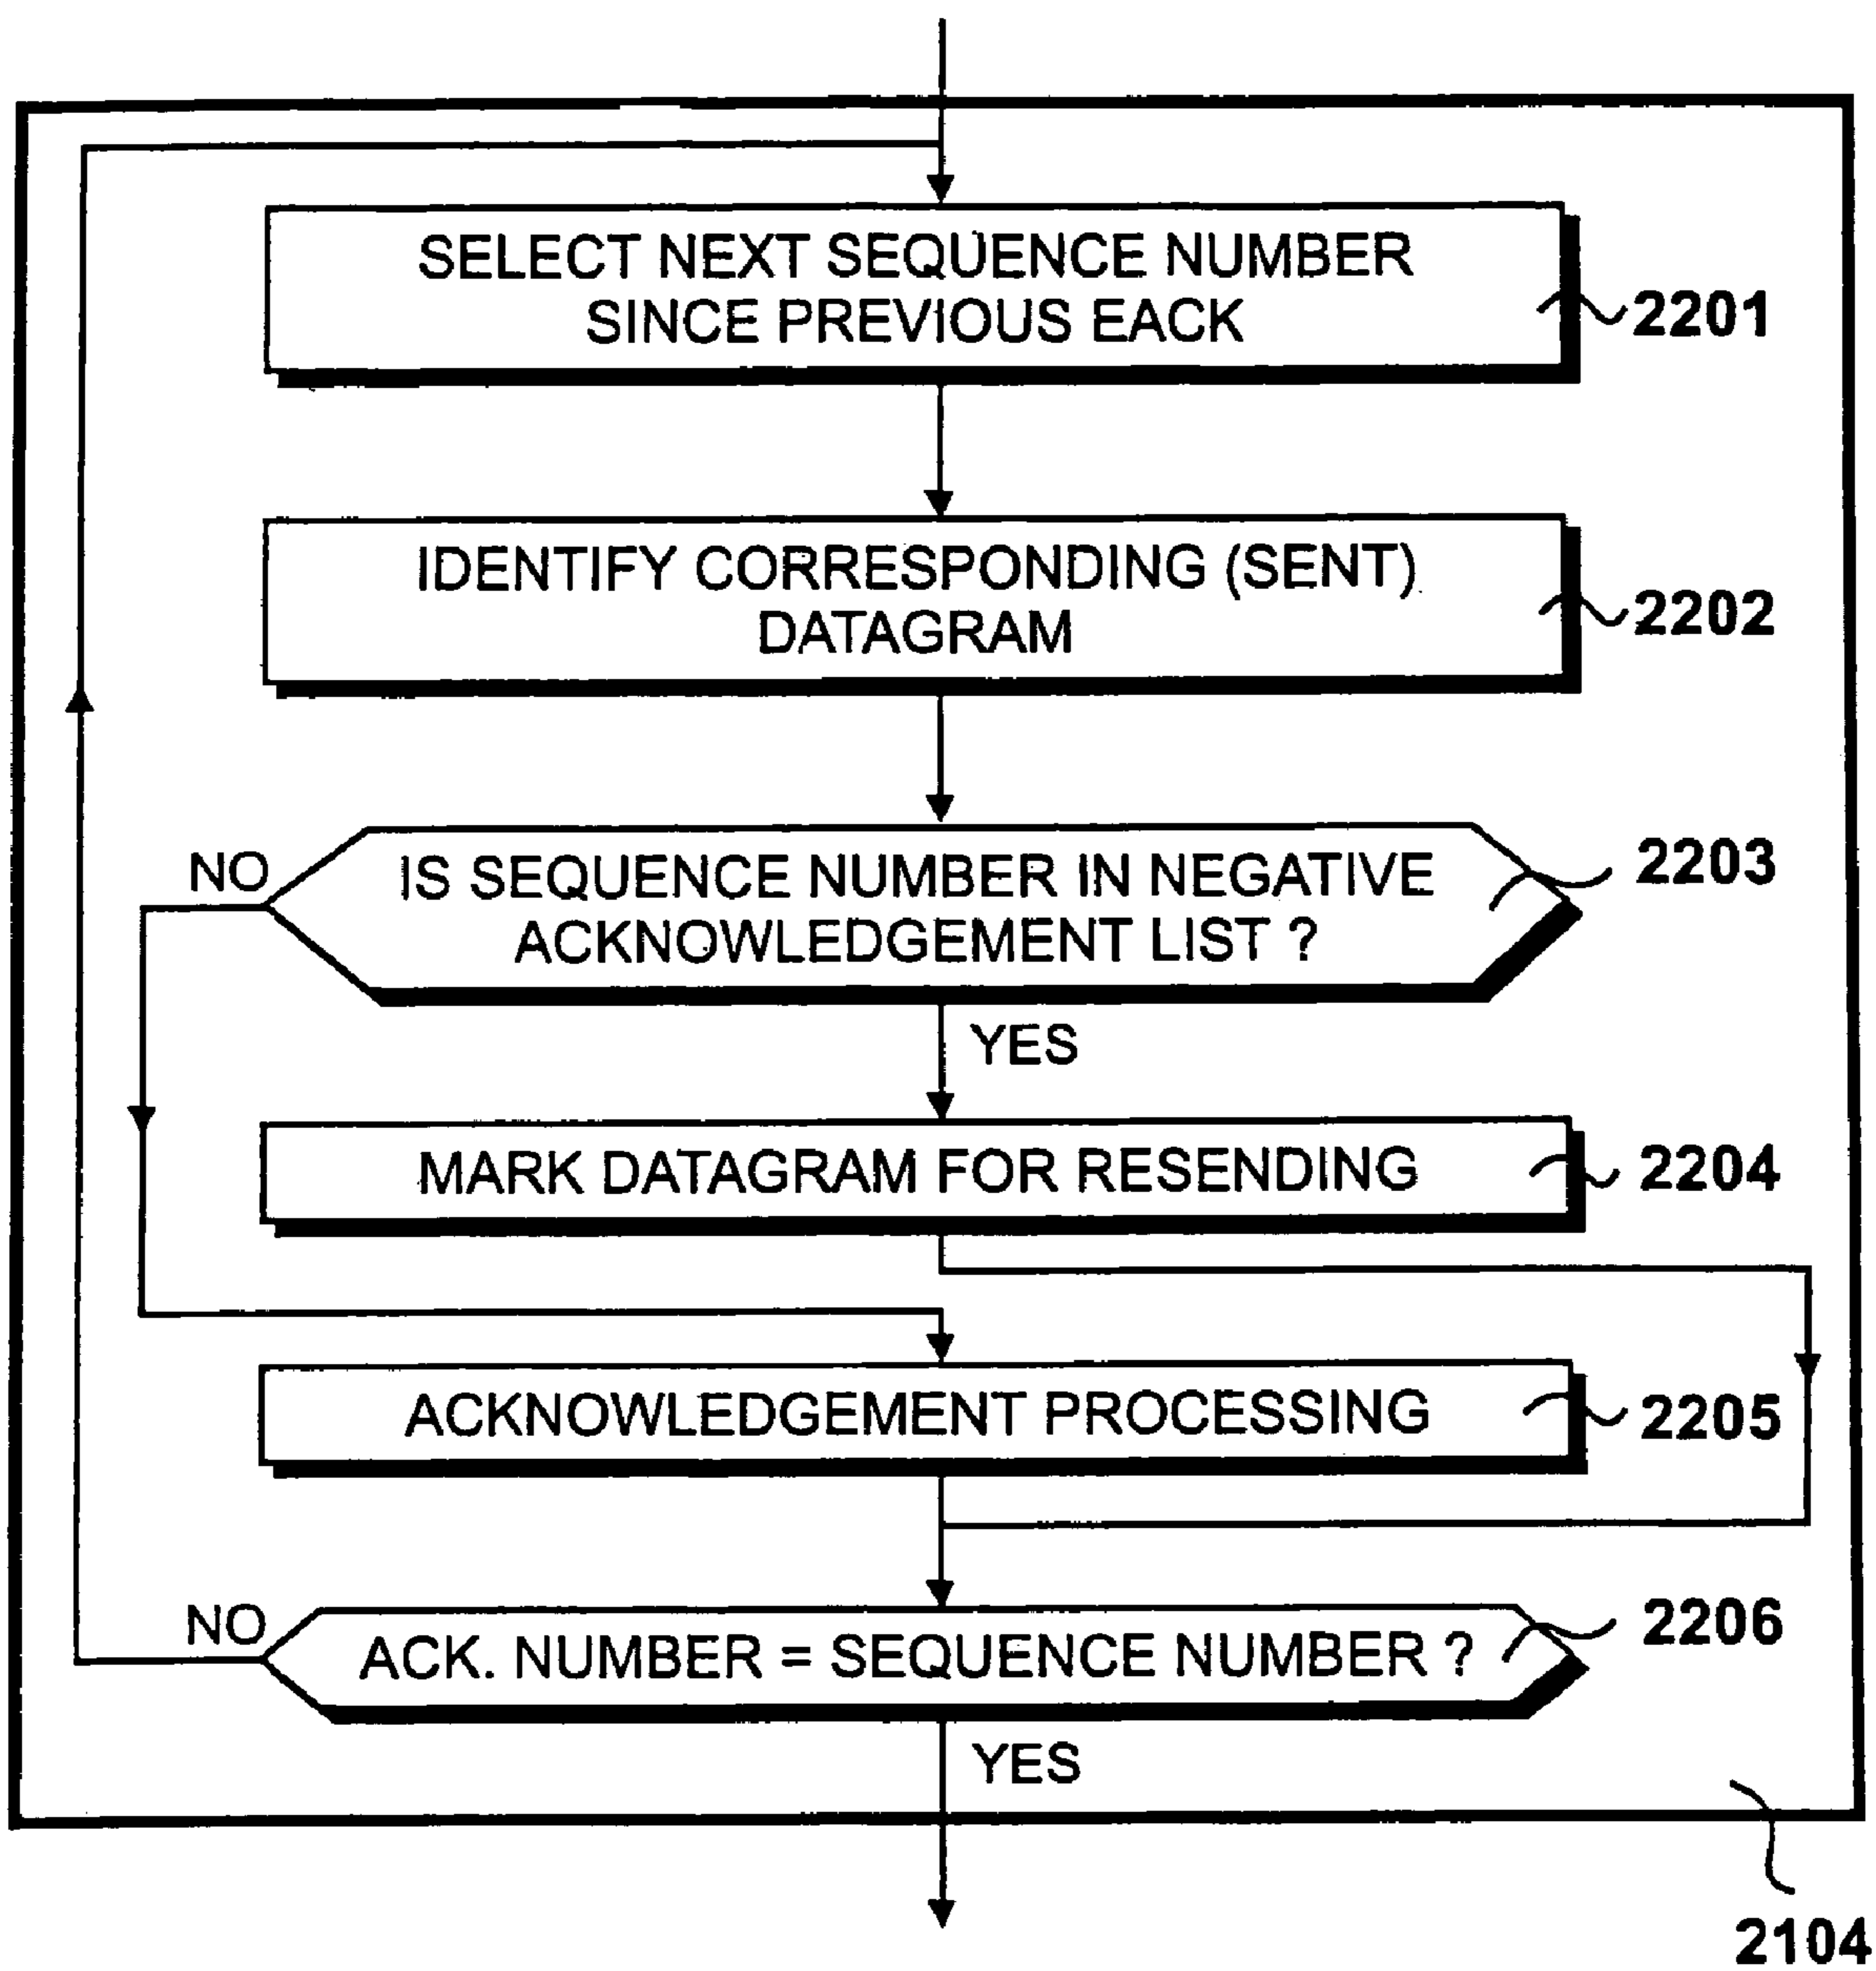 SELECT NEXT SEQUENCE NUMBER
SINCE PREVIOUS EACK
2201
IDENTIFY CORRESPONDING (SENT)
DATAGRAM
2202
NO
IS SEQUENCE NUMBER IN NEGATIVE
ACKNOWLEDGEMENT LIST ?
2203
YES
MARK DATAGRAM FOR RESENDING
2204
ACKNOWLEDGEMENT PROCESSING
2205
NO
ACK. NUMBER = SEQUENCE NUMBER ?
2206
YES
2104